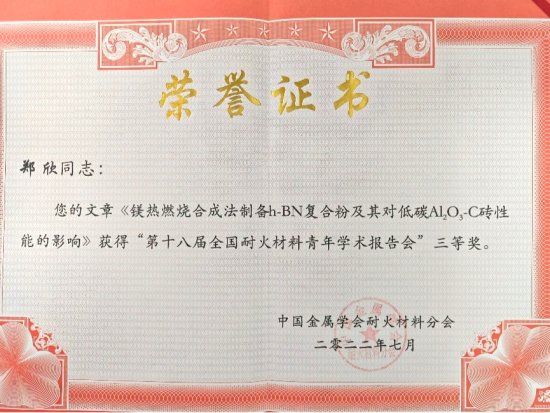 荣誉证书
郑欣同志：
您的文章《镁热燃烧合成法制备h-BN复合粉及其对低碳Al₂O₃-C砖性
能的影响》获得“第十八届全国耐火材料青年学术报告会”三等奖。
中国金属学会耐火材料分会
二〇二二年七月